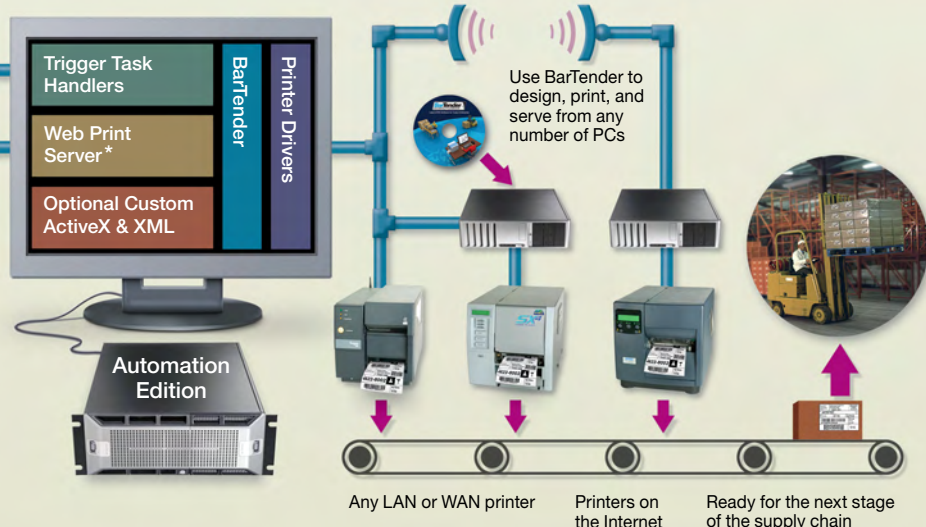 Trigger Task
Handlers
Web Print
Server*
Optional Custom
ActiveX & XML
BarTender
Printer Drivers
Use BarTender to
design, print, and
serve from any
number of PCs
BarTender
Automation
Edition
Any LAN or WAN printer
Printers on
the Internet
Ready for the next stage
of the supply chain